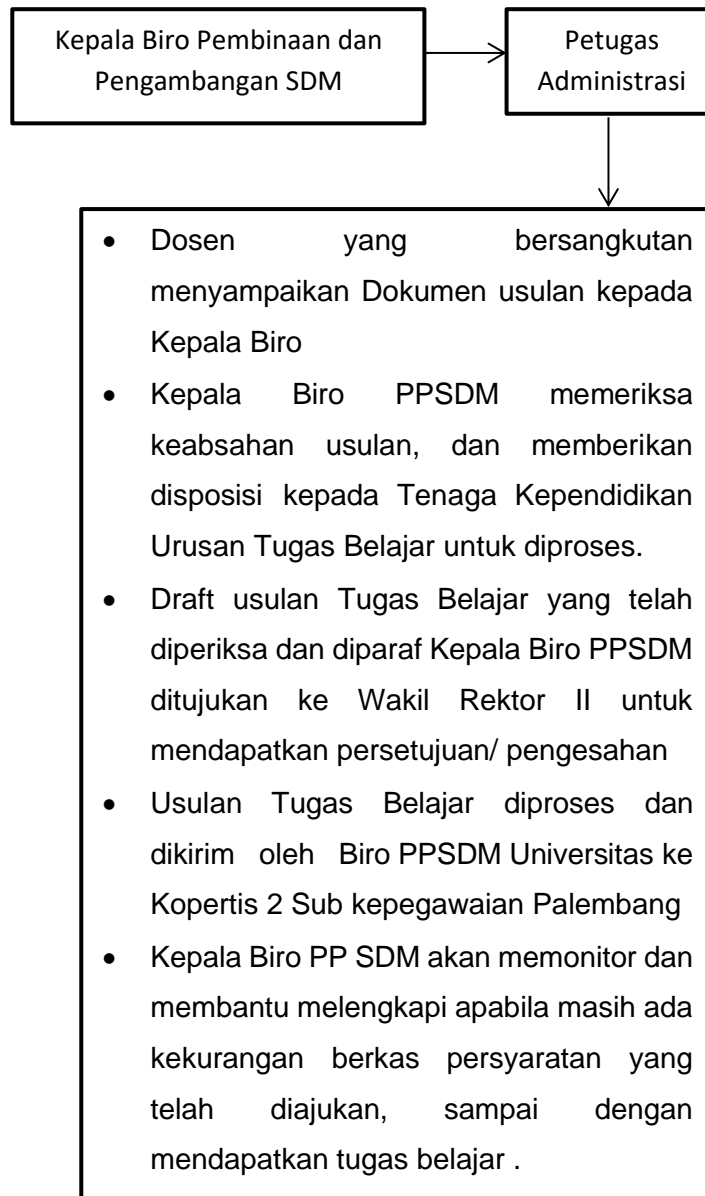 Kepala Biro Pembinaan dan
Pengambangan SDM
Petugas
Administrasi
• Dosen yang bersangkutan
menyampaikan Dokumen usulan kepada
Kepala Biro
• Kepala Biro PPSDM memeriksa
keabsahan usulan, dan memberikan
disposisi kepada Tenaga Kependidikan
Urusan Tugas Belajar untuk diproses.
• Draft usulan Tugas Belajar yang telah
diperiksa dan diparaf Kepala Biro PPSDM
ditujukan ke Wakil Rektor II untuk
mendapatkan persetujuan/ pengesahan
• Usulan Tugas Belajar diproses dan
dikirim oleh Biro PPSDM Universitas ke
Kopertis 2 Sub kepegawaian Palembang
• Kepala Biro PP SDM akan memonitor dan
membantu melengkapi apabila masih ada
kekurangan berkas persyaratan yang
telah diajukan, sampai dengan
mendapatkan tugas belajar .